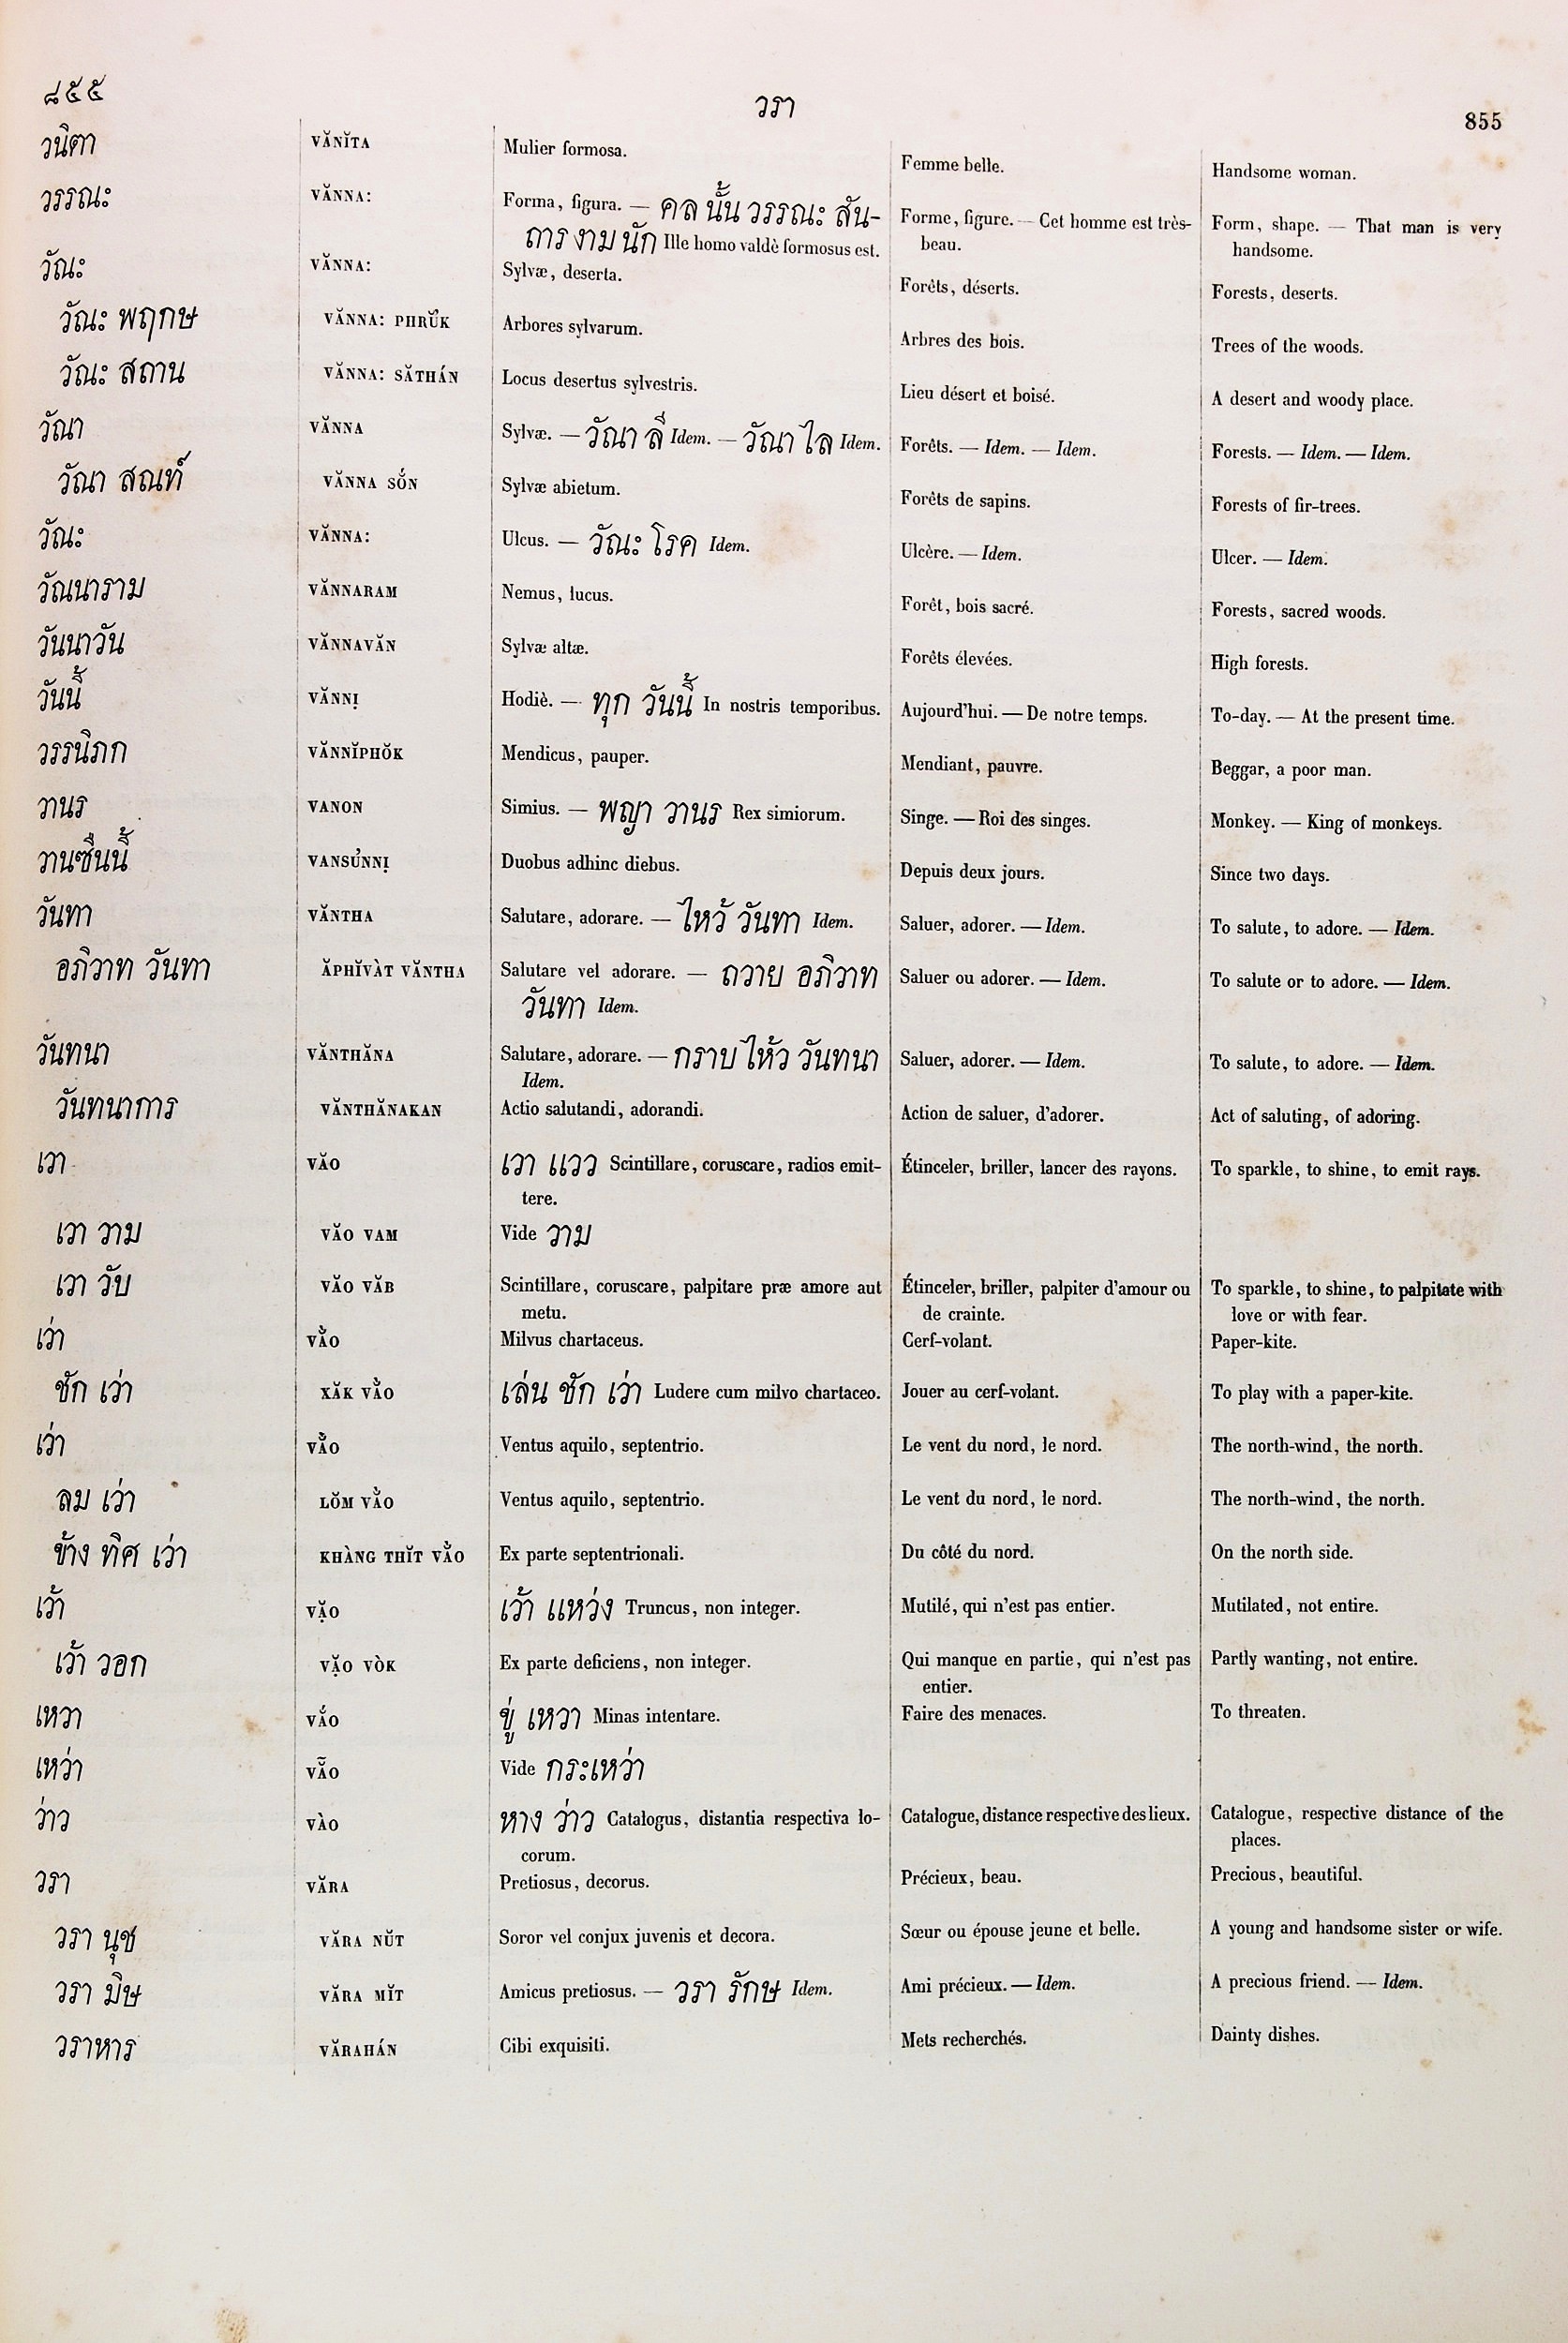 ๘๕๕
วรา
855
วนิตา VĂNĬTA Mulier formosa. Femme belle. Handsome woman.
วรรณะ VĂNNA: Forma, figura. — คล นั้น วรรณะ สัน- Forme, figure. — Cet homme est très- Form, shape. — That man is very
ถาร งาม นัก Ille homo valdè formosus est. beau. handsome.
วัณะ VĂNNA: Sylvæ, deserta. Forêts, déserts. Forests, deserts.
วัณะ พฤกษ VĂNNA: Arbores sylvarum. Arbres des bois. Trees of the woods.
วัณะ สถาน VĂNNA: SĂTHÁN Locus desertus sylvestris. Lieu désert et boisé. A desert and woody place.
วัณา VĂNNA Sylvæ. — วัณา ลี Idem. — วัณา ไล Idem. Forêts. — Idem. — Idem. Forests. — Idem. — Idem.
วัณา สณฑ์ VĂNNA Sylvæ abietum. Forêts de sapins. Forests of fir-trees.
วัณะ VĂNNA: Ulcus. — วัณะ โรค Idem. Ulcère. — Idem. Ulcer. — Idem.
วัณนาราม VĂNNARAM Nemus, lucus. Forêt, bois sacré. Forests, sacred woods.
วันนาวัน VĂNNAVĂN Sylvæ altæ. Forêts élevées. High forests.
วันนี้ VĂNNỊ Hodiè. — ทุก วันนี้ In nostris temporibus. Aujourd'hui. — De notre temps. To-day. — At the present time.
วรรนิภก VĂNNĬPHŎK Mendicus, pauper. Mendiant, pauvre. Beggar, a poor man.
วานร VANON Simius. — พญา วานร Rex simiorum. Singe. — Roi des singes. Monkey. — King of monkeys.
วานซืนนี้ VANSỦNNỊ Duobus adhinc diebus. Depuis deux jours. Since two days.
วันทา VĂNTHA Salutare, adorare. — ไหว้ วันทา Idem. Saluer, adorer. — Idem. To salute, to adore. — Idem.
อภิวาท วันทา ĂPHĬVÀT VĂNTHA Salutare vel adorare. — ถวาย อภิวาท Saluer ou adorer. — Idem. To salute or to adore. — Idem.
วันทา Idem.
วันทนา VĂNTHĂNA Salutare, adorare. — กราบ ไห้ว วันทนา Saluer, adorer. — Idem. To salute, to adore. — Idem.
Idem.
วันทนาการ VĂNTHĂNAKAN Actio salutandi, adorandi. Action de saluer, d'adorer. Act of saluting, of adoring.
เวา VĂO เวา แวว Scintillare, coruscare, radios emit- Étinceler, briller, lancer des rayons. To sparkle, to shine, to emit rays.
tere.
เวา วาม VĂO VAM Vide วาม
เวา วับ VĂO VĂB Scintillare, coruscare, palpitare præ amore aut Étinceler, briller, palpiter d'amour ou To sparkle, to shine, to palpitate with
metu. de crainte. love or with fear.
เว่า VẰO Milvus chartaceus. Cerf-volant. Paper-kite.
ชัก เว่า XĂK VẰO เล่น ชัก เว่า Ludere cum milvo chartaceo. Jouer au cerf-volant. To play with a paper-kite.
เว่า VẰO Ventus aquilo, septentrio. Le vent du nord, le nord. The north-wind, the north.
ลม เว่า LŎM VẰO Ventus aquilo, septentrio. Le vent du nord, le nord. The north-wind, the north.
ข้าง ทิศ เว่า KHÀNG THĬT VẰO Ex parte septentrionali. Du côté du nord. On the north side.
เว้า VẶO เว้า แหว่ง Truncus, non integer. Mutilé, qui n'est pas entier. Mutilated, not entire.
เว้า วอก VẶO VÒK Ex parte deficiens, non integer. Qui manque en partie, qui n'est pas Partly wanting, not entire.
entier.
เหวา VẮO ขู่ เหวา Minas intentare. Faire des menaces. To threaten.
เหว่า VẴO Vide กระเหว่า
ว่าว VÀO หาง ว่าว Catalogus, distantia respectiva lo- Catalogue, distance respective des lieux. Catalogue, respective distance of the
corum. places.
วรา VĂRA Pretiosus, decorus. Précieux, beau. Precious, beautiful.
วรา นุช VĂRA NŬT Soror vel conjux juvenis et decora. Sœur ou épouse jeune et belle. A young and handsome sister or wife.
วรา มิษ VĂRA MĬT Amicus pretiosus. — วรา รักษ Idem. Ami précieux. — Idem. A precious friend. — Idem.
วราหาร VĂRAHÁN Cibi exquisiti. Mets recherchés. Dainty dishes.